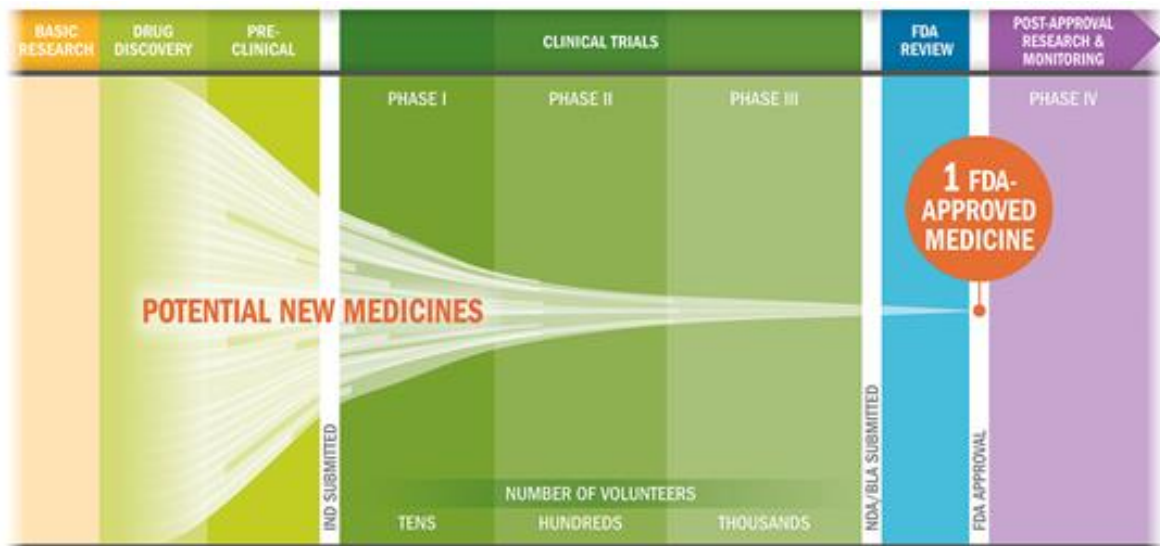 BASIC
RESEARCH
DRUG
DISCOVERY
PRE-
CLINICAL
CLINICAL TRIALS
FDA
REVIEW
POST-APPROVAL
RESEARCH &
MONITORING
PHASE I
PHASE II
PHASE III
PHASE IV
1 FDA-
APPROVED
MEDICINE
POTENTIAL NEW MEDICINES
IND SUBMITTED
NDA/BLA SUBMITTED
FDA APPROVAL
NUMBER OF VOLUNTEERS
TENS
HUNDREDS
THOUSANDS